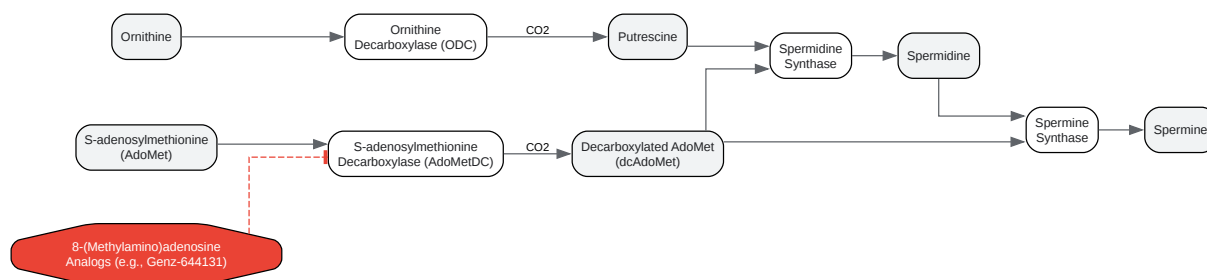 Ornithine
Ornithine
Decarboxylase (ODC)
CO2
Putrescine
Spermidine
Synthase
Spermidine
S-adenosylmethionine
(AdoMet)
S-adenosylmethionine
Decarboxylase (AdoMetDC)
CO2
Decarboxylated AdoMet
(dcAdoMet)
Spermine
Synthase
Spermine
8-(Methylamino)adenosine
Analogs (e.g., Genz-644131)